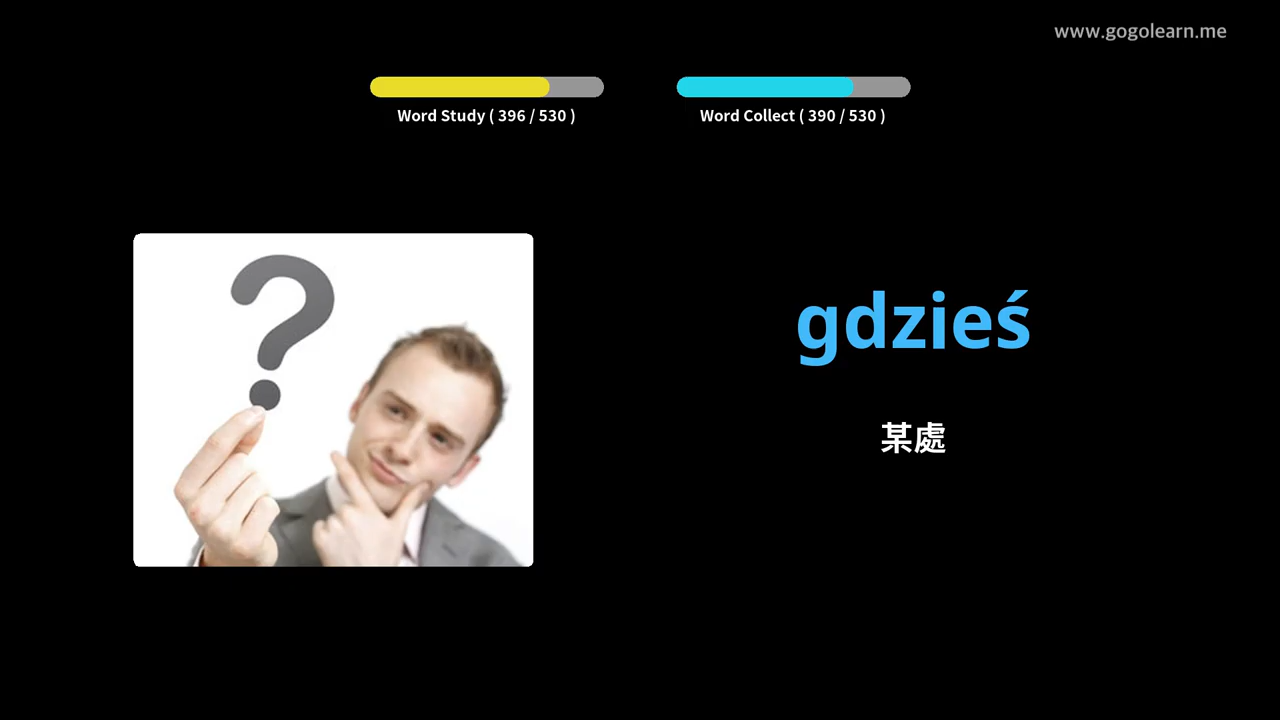 www.gogolearn.me
Word Study ( 396 / 530 )
Word Collect ( 390 / 530 )
?
gdzieś
某處